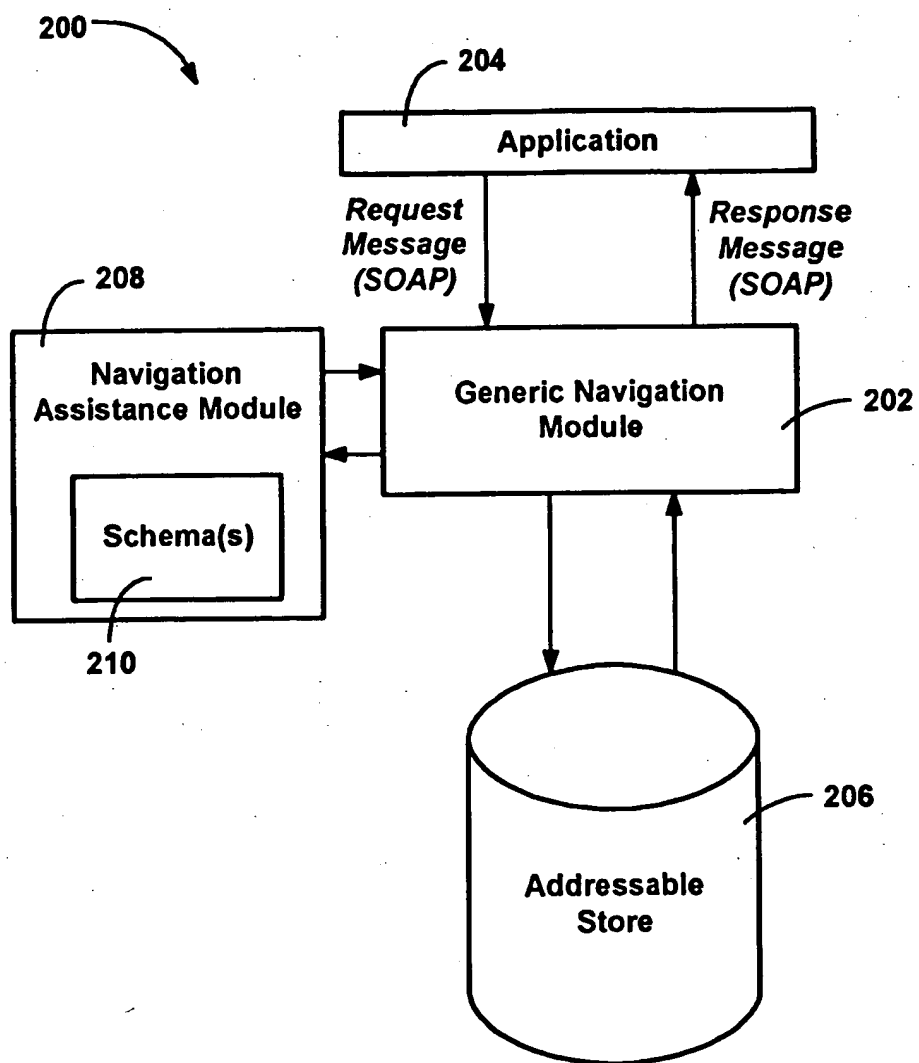 200
204
Application
Request
Message
(SOAP)
Response
Message
(SOAP)
208
Navigation
Assistance Module
Generic Navigation
Module
202
Schema(s)
210
206
Addressable
Store